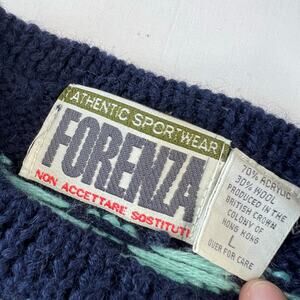 ATHENTIC SPORTWEAR
FORENZA
NON ACCETTARE SOSTITUTI
70% ACRYLIC
30% WOOL
PRODUCED IN THE
BRITISH CROWN
COLONY OF
HONG KONG
L
OVER FOR CARE